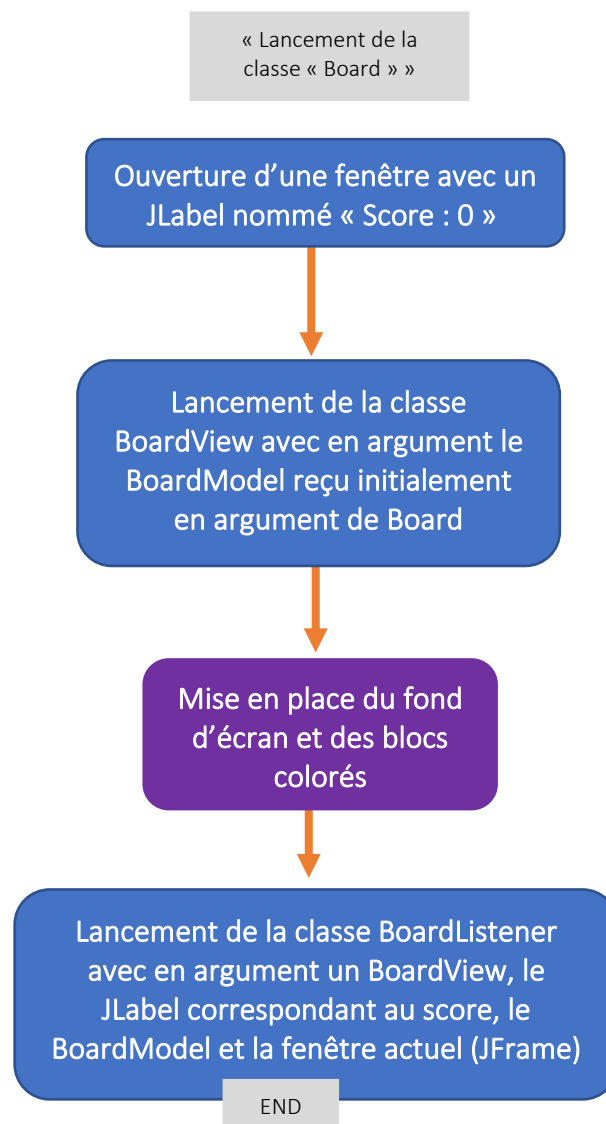 « Lancement de la
classe « Board » »
Ouverture d’une fenêtre avec un
JLabel nommé « Score : 0 »
Lancement de la classe
BoardView avec en argument le
BoardModel reçu initialement
en argument de Board
Mise en place du fond
d’écran et des blocs
colorés
Lancement de la classe BoardListener
avec en argument un BoardView, le
JLabel correspondant au score, le
BoardModel et la fenêtre actuel (JFrame)
END